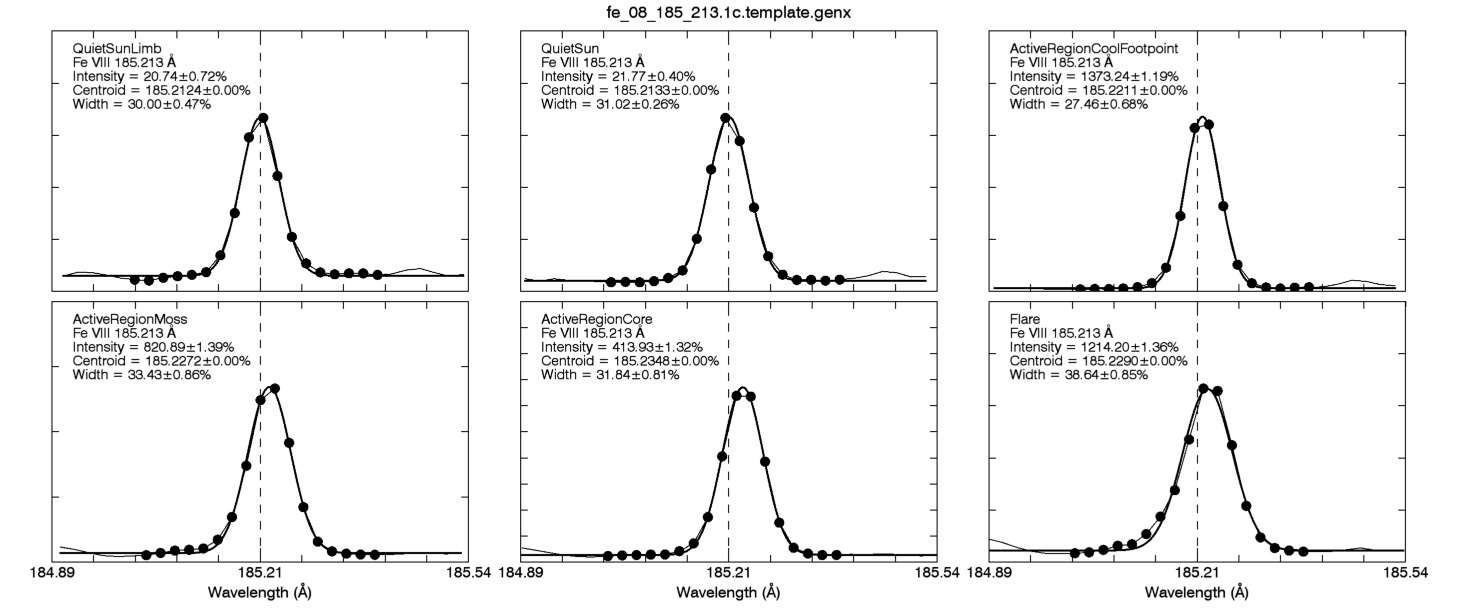 fe_08_185_213.1c.template.genx
QuietSunLimb
Fe VIII 185.213 Å
Intensity = 20.74±0.72%
Centroid = 185.2124±0.00%
Width = 30.00±0.47%
QuietSun
Fe VIII 185.213 Å
Intensity = 21.77±0.40%
Centroid = 185.2133±0.00%
Width = 31.02±0.26%
ActiveRegionCoolFootpoint
Fe VIII 185.213 Å
Intensity = 1373.24±1.19%
Centroid = 185.2211±0.00%
Width = 27.46±0.68%
ActiveRegionMoss
Fe VIII 185.213 Å
Intensity = 820.89±1.39%
Centroid = 185.2272±0.00%
Width = 33.43±0.86%
ActiveRegionCore
Fe VIII 185.213 Å
Intensity = 413.93±1.32%
Centroid = 185.2348±0.00%
Width = 31.84±0.81%
Flare
Fe VIII 185.213 Å
Intensity = 1214.20±1.36%
Centroid = 185.2290±0.00%
Width = 38.64±0.85%
184.89 185.21 185.54 184.89 185.21 185.54 184.89 185.21 185.54
Wavelength (Å) Wavelength (Å) Wavelength (Å)